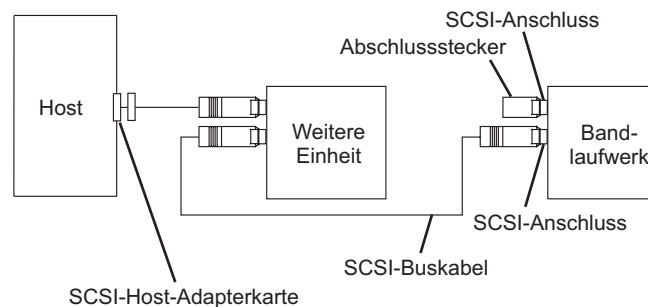 SCSI-Anschluss
Abschlussstecker
Host
Weitere
Einheit
Band-
laufwerk
SCSI-Anschluss
SCSI-Buskabel
SCSI-Host-Adapterkarte